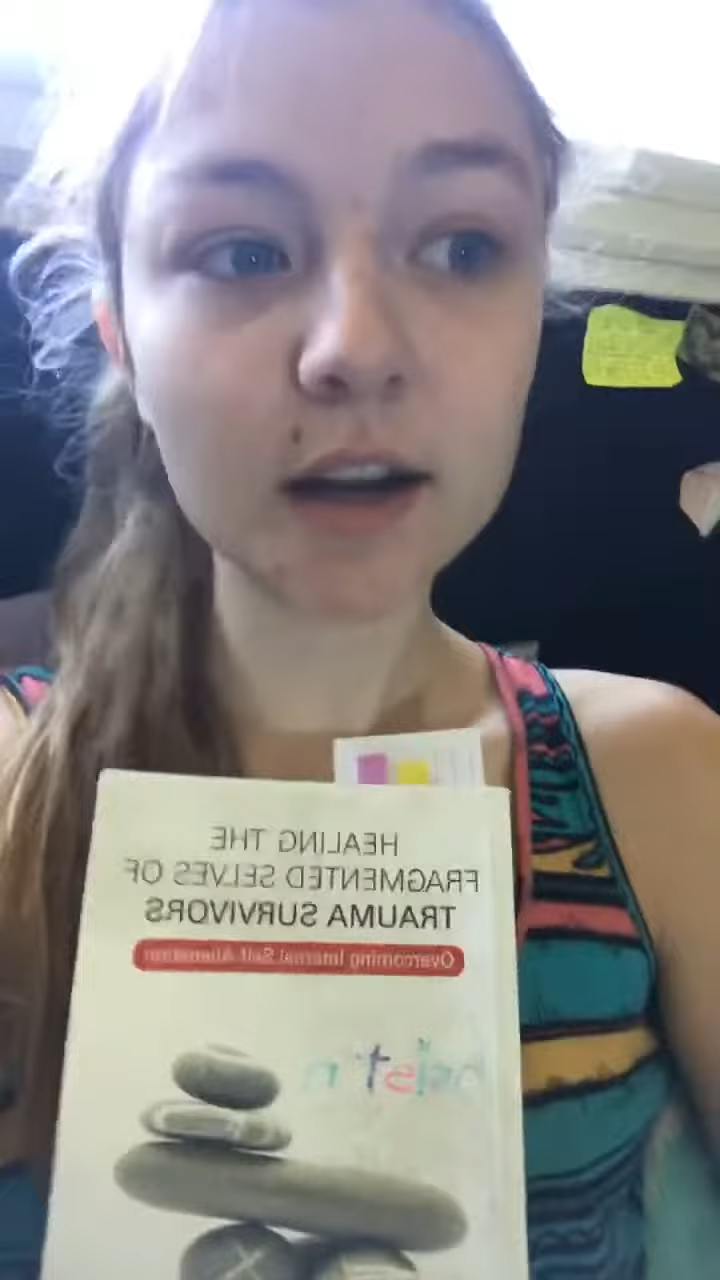 HEALING THE
FRAGMENTED SELVES OF
TRAUMA SURVIVORS
Overcoming Internal Self-Alienation